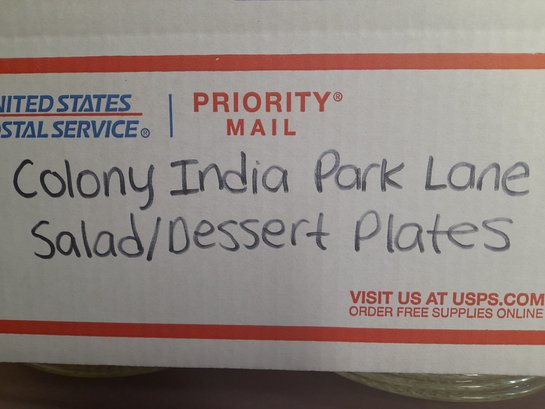 NITED STATES
OSTAL SERVICE®
PRIORITY®
MAIL
Colony India Park Lane
Salad/Dessert Plates
VISIT US AT USPS.COM
ORDER FREE SUPPLIES ONLINE